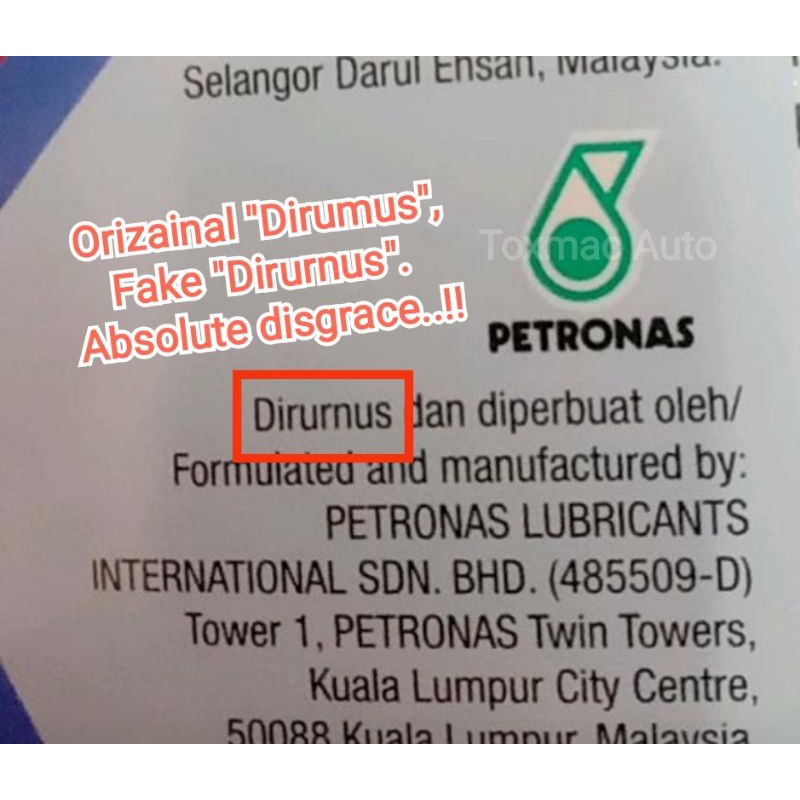 Selangor Darul Ehsan, Malaysia.
Orizainal "Dirumus",
Fake "Dirurnus".
Absolute disgrace..!!
Toxmac Auto
PETRONAS
Dirurnus dan diperbuat oleh/
Formulated and manufactured by:
PETRONAS LUBRICANTS
INTERNATIONAL SDN. BHD. (485509-D)
Tower 1, PETRONAS Twin Towers,
Kuala Lumpur City Centre,
50088 Kuala Lumpur, Malaysia